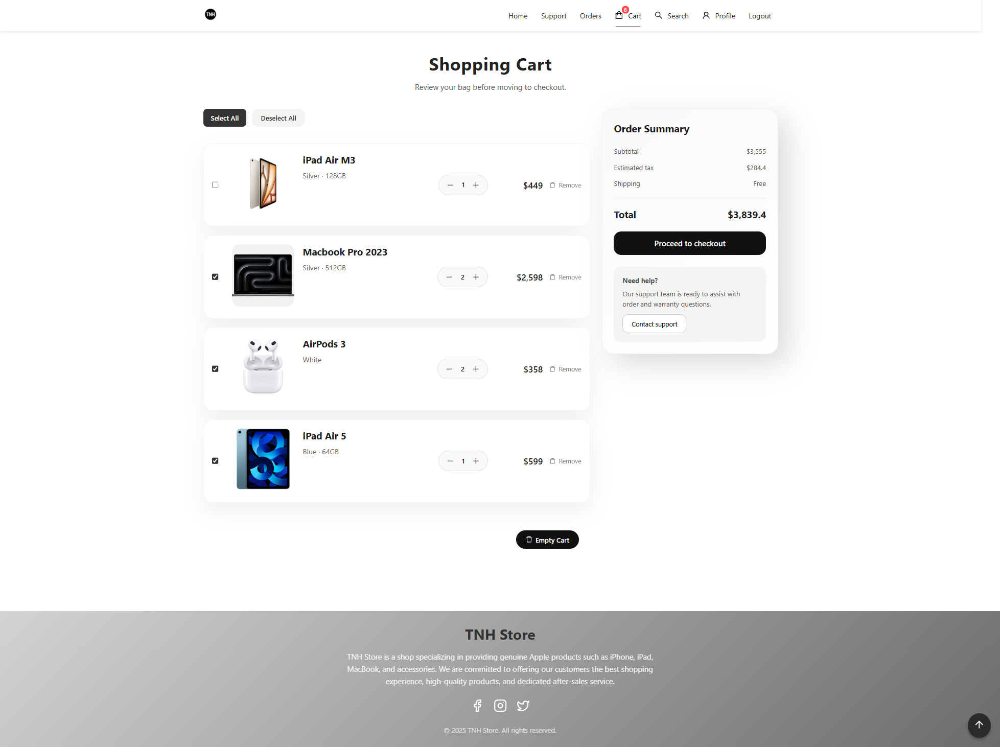 TNH
Home
Support
Orders
6
Cart
Search
Profile
Logout
Shopping Cart
Review your bag before moving to checkout.
Select All
Deselect All
iPad Air M3
Silver · 128GB
1
$449
Remove
Macbook Pro 2023
Silver · 512GB
2
$2,598
Remove
AirPods 3
White
2
$358
Remove
iPad Air 5
Blue · 64GB
1
$599
Remove
Empty Cart
Order Summary
Subtotal $3,555
Estimated tax $284.4
Shipping Free
Total $3,839.4
Proceed to checkout
Need help?
Our support team is ready to assist with
order and warranty questions.
Contact support
TNH Store
TNH Store is a shop specializing in providing genuine Apple products such as iPhone, iPad,
MacBook, and accessories. We are committed to offering our customers the best shopping
experience, high-quality products, and dedicated after-sales service.
© 2025 TNH Store. All rights reserved.